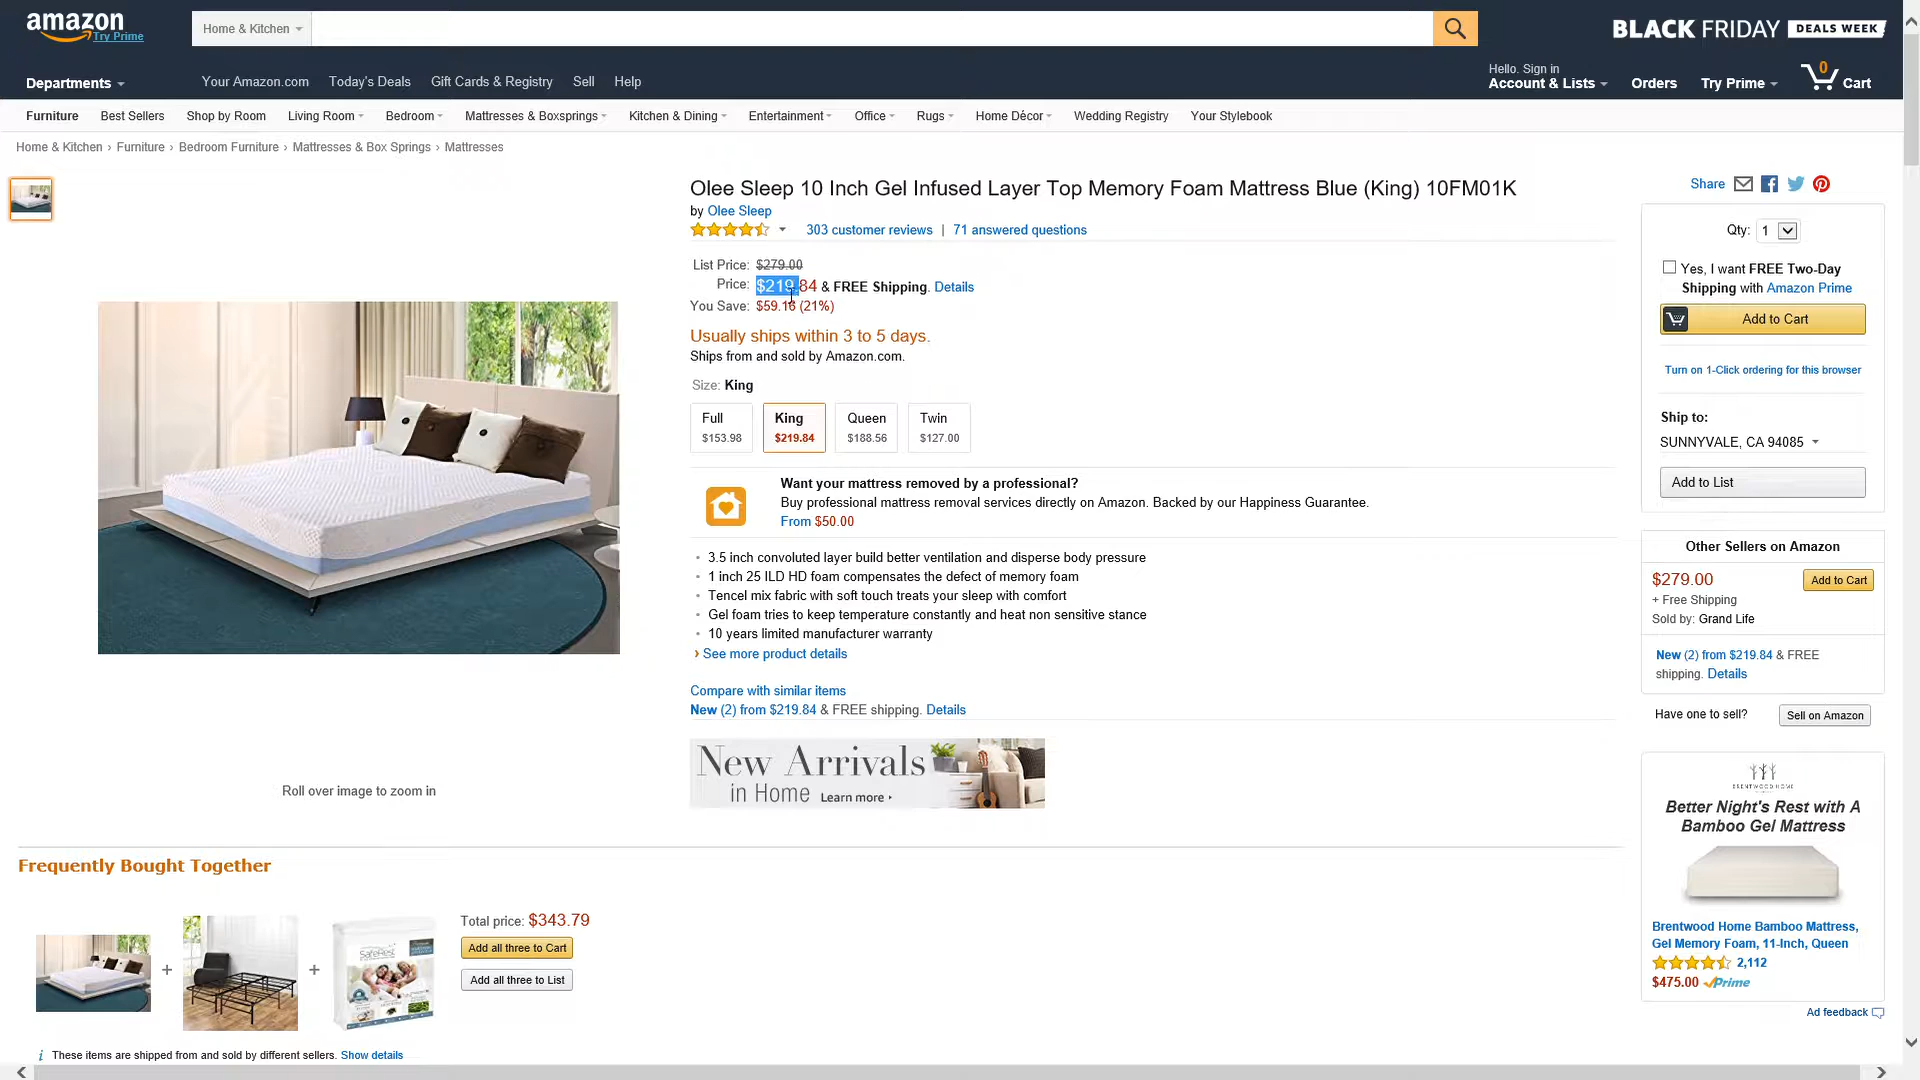 amazon
Try Prime
Home & Kitchen
BLACK FRIDAY DEALS WEEK
Departments
Your Amazon.com Today's Deals Gift Cards & Registry Sell Help
Hello. Sign in
Account & Lists Orders Try Prime 0 Cart
Furniture Best Sellers Shop by Room Living Room Bedroom Mattresses & Boxsprings Kitchen & Dining Entertainment Office Rugs Home Décor Wedding Registry Your Stylebook
Home & Kitchen › Furniture › Bedroom Furniture › Mattresses & Box Springs › Mattresses
Olee Sleep 10 Inch Gel Infused Layer Top Memory Foam Mattress Blue (King) 10FM01K
by Olee Sleep
303 customer reviews | 71 answered questions
List Price: $279.00
Price: $219.84 & FREE Shipping. Details
You Save: $59.16 (21%)
Usually ships within 3 to 5 days.
Ships from and sold by Amazon.com.
Size: King
Full King Queen Twin
$153.98 $219.84 $188.56 $127.00
Want your mattress removed by a professional?
Buy professional mattress removal services directly on Amazon. Backed by our Happiness Guarantee.
From $50.00
• 3.5 inch convoluted layer build better ventilation and disperse body pressure
• 1 inch 25 ILD HD foam compensates the defect of memory foam
• Tencel mix fabric with soft touch treats your sleep with comfort
• Gel foam tries to keep temperature constantly and heat non sensitive stance
• 10 years limited manufacturer warranty
› See more product details
Compare with similar items
New (2) from $219.84 & FREE shipping. Details
New Arrivals
in Home Learn more
Roll over image to zoom in
Share
Qty: 1
Yes, I want FREE Two-Day
Shipping with Amazon Prime
Add to Cart
Turn on 1-Click ordering for this browser
Ship to:
SUNNYVALE, CA 94085
Add to List
Other Sellers on Amazon
$279.00 Add to Cart
+ Free Shipping
Sold by: Grand Life
New (2) from $219.84 & FREE
shipping. Details
Have one to sell? Sell on Amazon
BRENTWOOD HOME
Better Night's Rest with A
Bamboo Gel Mattress
Brentwood Home Bamboo Mattress,
Gel Memory Foam, 11-Inch, Queen
2,112
$475.00 Prime
Ad feedback
Frequently Bought Together
+ +
SafeRest
Total price: $343.79
Add all three to Cart
Add all three to List
i These items are shipped from and sold by different sellers. Show details